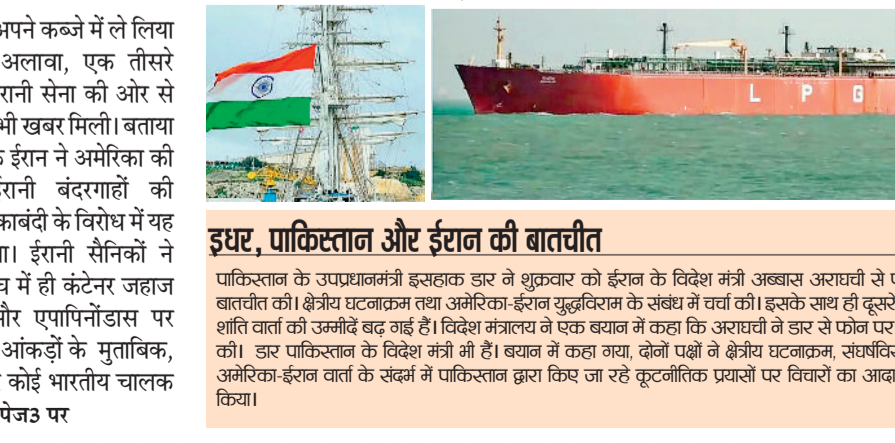 अपने कब्जे में ले लिया
अलावा, एक तीसरे
रानी सेना की ओर से
भी खबर मिली। बताया
ईरान ने अमेरिका की
रानी बंदरगाहों की
काबंदी के विरोध में यह
ा। ईरानी सैनिकों ने
में ही कंटेनर जहाज
और एपापिनोंडास पर
आंकड़ों के मुताबिक,
कोई भारतीय चालक
पेज3 पर
L P G
इधर, पाकिस्तान और ईरान की बातचीत
पाकिस्तान के उपप्रधानमंत्री इसहाक डार ने शुक्रवार को ईरान के विदेश मंत्री अब्बास अराघची से
बातचीत की। क्षेत्रीय घटनाक्रम तथा अमेरिका-ईरान युद्धविराम के संबंध में चर्चा की। इसके साथ ही दूसरे
शांति वार्ता की उम्मीदें बढ़ गई हैं। विदेश मंत्रालय ने एक बयान में कहा कि अराघची ने डार से फोन पर
की। डार पाकिस्तान के विदेश मंत्री भी हैं। बयान में कहा गया, दोनों पक्षों ने क्षेत्रीय घटनाक्रम, संघर्षवि
अमेरिका-ईरान वार्ता के संदर्भ में पाकिस्तान द्वारा किए जा रहे कूटनीतिक प्रयासों पर विचारों का आदा
किया।